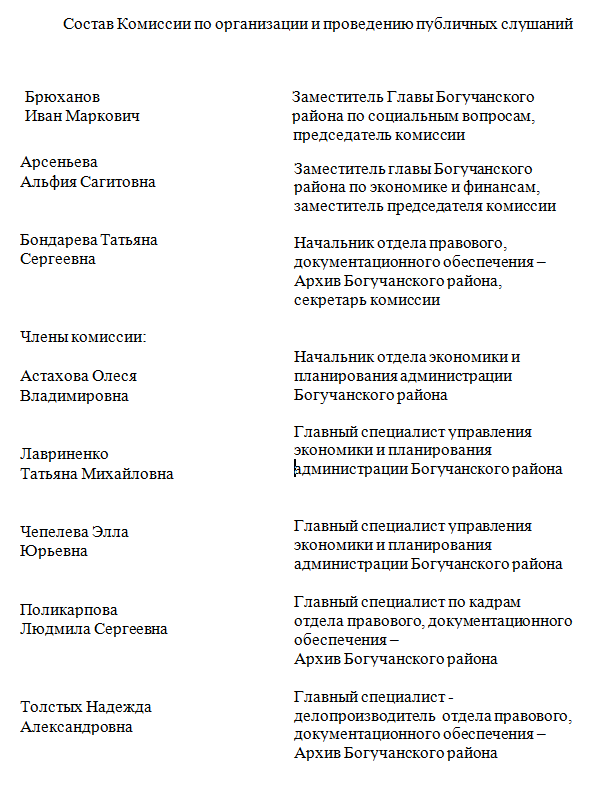 Состав Комиссии по организации и проведению публичных слушаний
Брюханов
Иван Маркович
Заместитель Главы Богучанского
района по социальным вопросам,
председатель комиссии
Арсеньева
Альфия Сагитовна
Заместитель главы Богучанского
района по экономике и финансам,
заместитель председателя комиссии
Бондарева Татьяна
Сергеевна
Начальник отдела правового,
документационного обеспечения –
Архив Богучанского района,
секретарь комиссии
Члены комиссии:
Астахова Олеся
Владимировна
Начальник отдела экономики и
планирования администрации
Богучанского района
Лавриненко
Татьяна Михайловна
Главный специалист управления
экономики и планирования
администрации Богучанского района
Чепелева Элла
Юрьевна
Главный специалист управления
экономики и планирования
администрации Богучанского района
Поликарпова
Людмила Сергеевна
Главный специалист по кадрам
отдела правового, документационного
обеспечения –
Архив Богучанского района
Толстых Надежда
Александровна
Главный специалист -
делопроизводитель отдела правового,
документационного обеспечения –
Архив Богучанского района